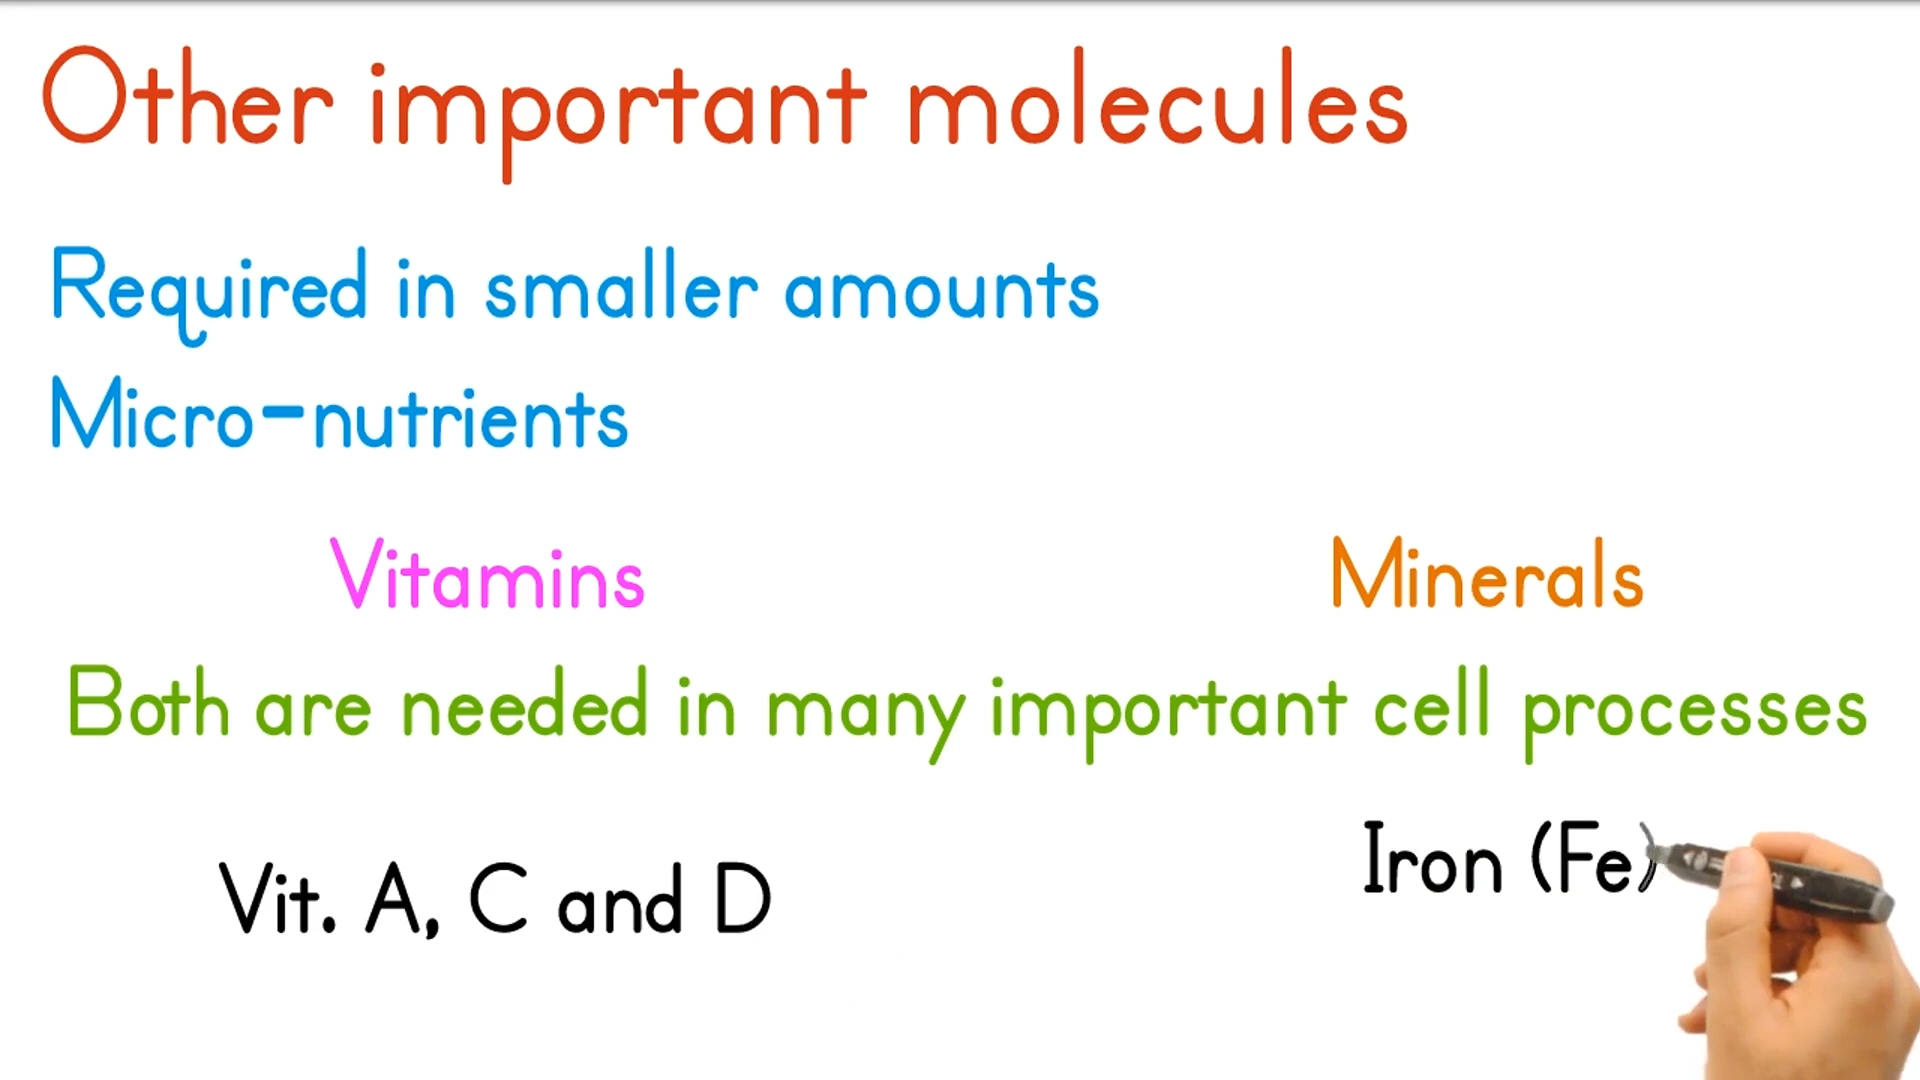 Other important molecules
Required in smaller amounts
Micro-nutrients
Vitamins
Minerals
Both are needed in many important cell processes
Vit. A, C and D
Iron (Fe)